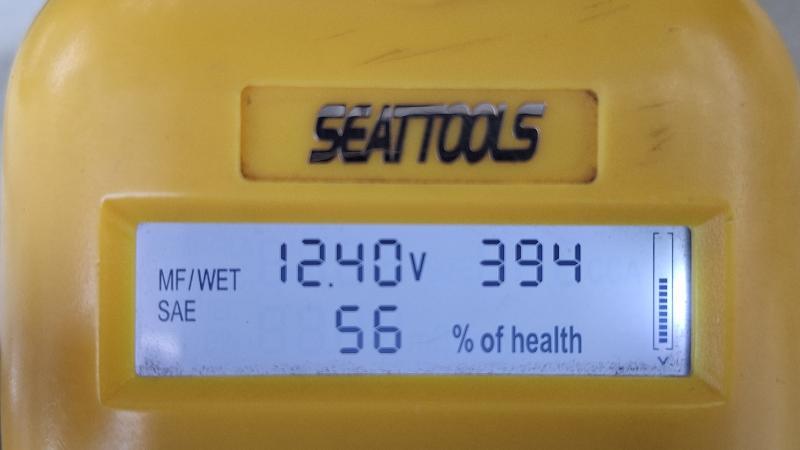 SEATTOOLS
MF/WET 12.40V 394
SAE 56 % of health